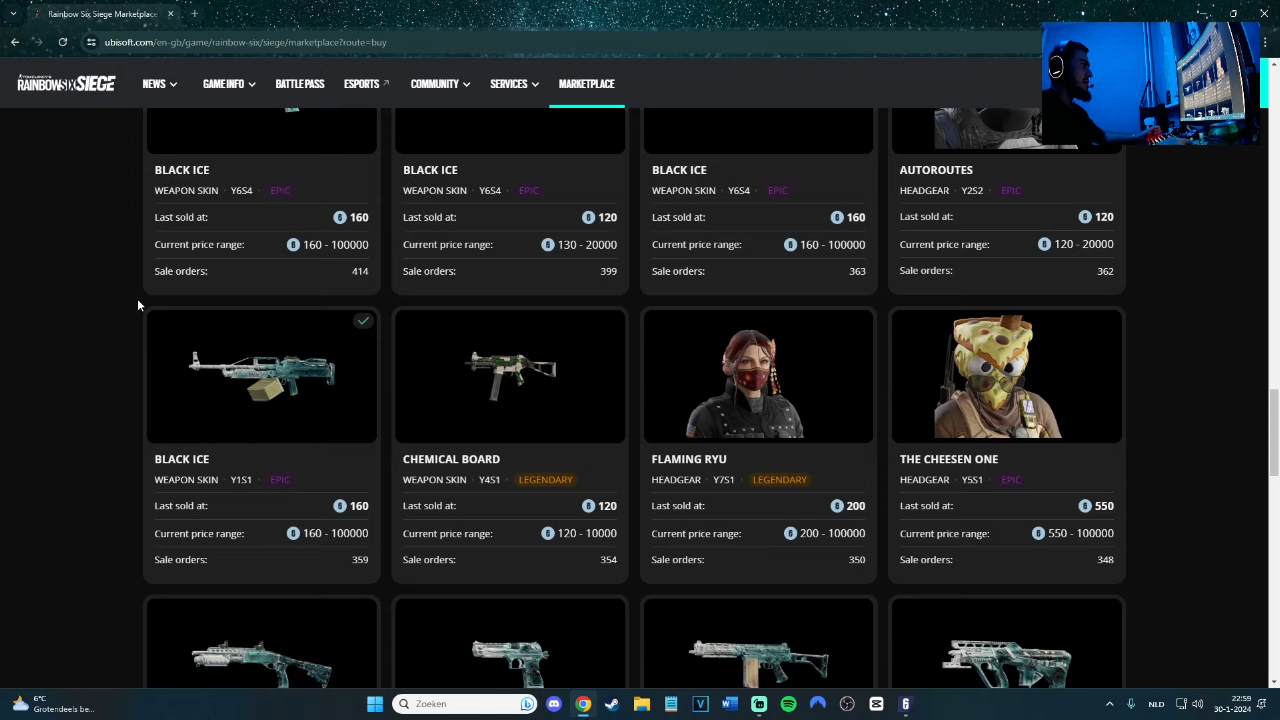 Rainbow Six Siege Marketplace
ubisoft.com/en-gb/game/rainbow-six/siege/marketplace?route=buy
TOM CLANCY'S
RAINBOWSIX SIEGE
NEWS
GAME INFO
BATTLE PASS
ESPORTS
COMMUNITY
SERVICES
MARKETPLACE
BLACK ICE
WEAPON SKIN · Y6S4 · EPIC
Last sold at: 160
Current price range: 160 - 100000
Sale orders: 414
BLACK ICE
WEAPON SKIN · Y6S4 · EPIC
Last sold at: 120
Current price range: 130 - 20000
Sale orders: 399
BLACK ICE
WEAPON SKIN · Y6S4 · EPIC
Last sold at: 160
Current price range: 160 - 100000
Sale orders: 363
AUTOROUTES
HEADGEAR · Y2S2 · EPIC
Last sold at: 120
Current price range: 120 - 20000
Sale orders: 362
BLACK ICE
WEAPON SKIN · Y1S1 · EPIC
Last sold at: 160
Current price range: 160 - 100000
Sale orders: 359
CHEMICAL BOARD
WEAPON SKIN · Y4S1 · LEGENDARY
Last sold at: 120
Current price range: 120 - 10000
Sale orders: 354
FLAMING RYU
HEADGEAR · Y7S1 · LEGENDARY
Last sold at: 200
Current price range: 200 - 100000
Sale orders: 350
THE CHEESEN ONE
HEADGEAR · Y5S1 · EPIC
Last sold at: 550
Current price range: 550 - 100000
Sale orders: 348
6°C
Grotendeels be...
Zoeken
NLD
22:59
30-1-2024